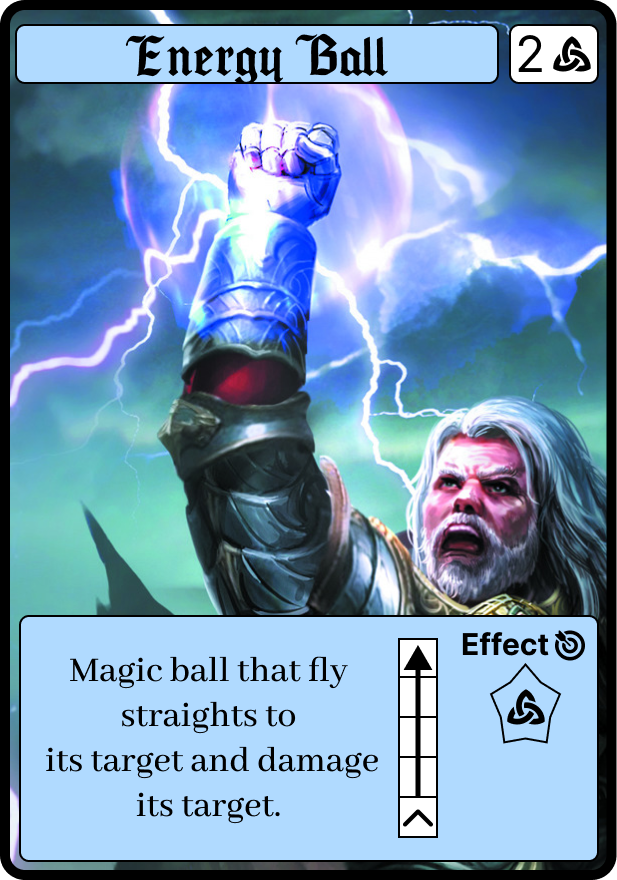 Energy Ball
2
Effect
Magic ball that fly
straights to
its target and damage
its target.